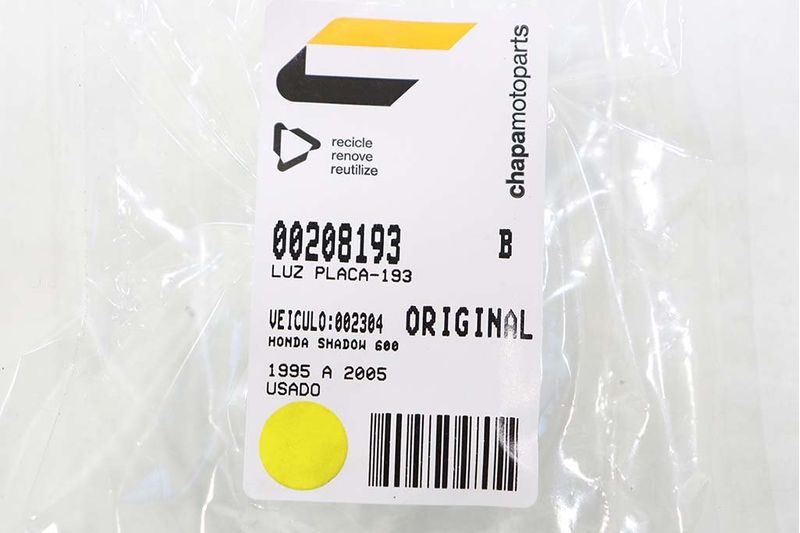 chapamotoparts
recicle
renove
reutilize
00208193 B
LUZ PLACA-193
VEICULO:002304 ORIGINAL
HONDA SHADOW 600
1995 A 2005
USADO